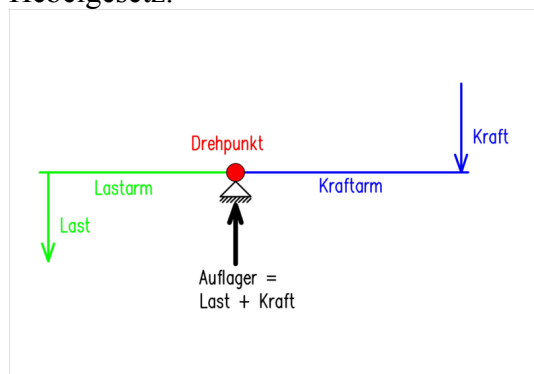 Hebelgesetz:
Drehpunkt
Kraft
Lastarm
Kraftarm
Last
Auflager =
Last + Kraft